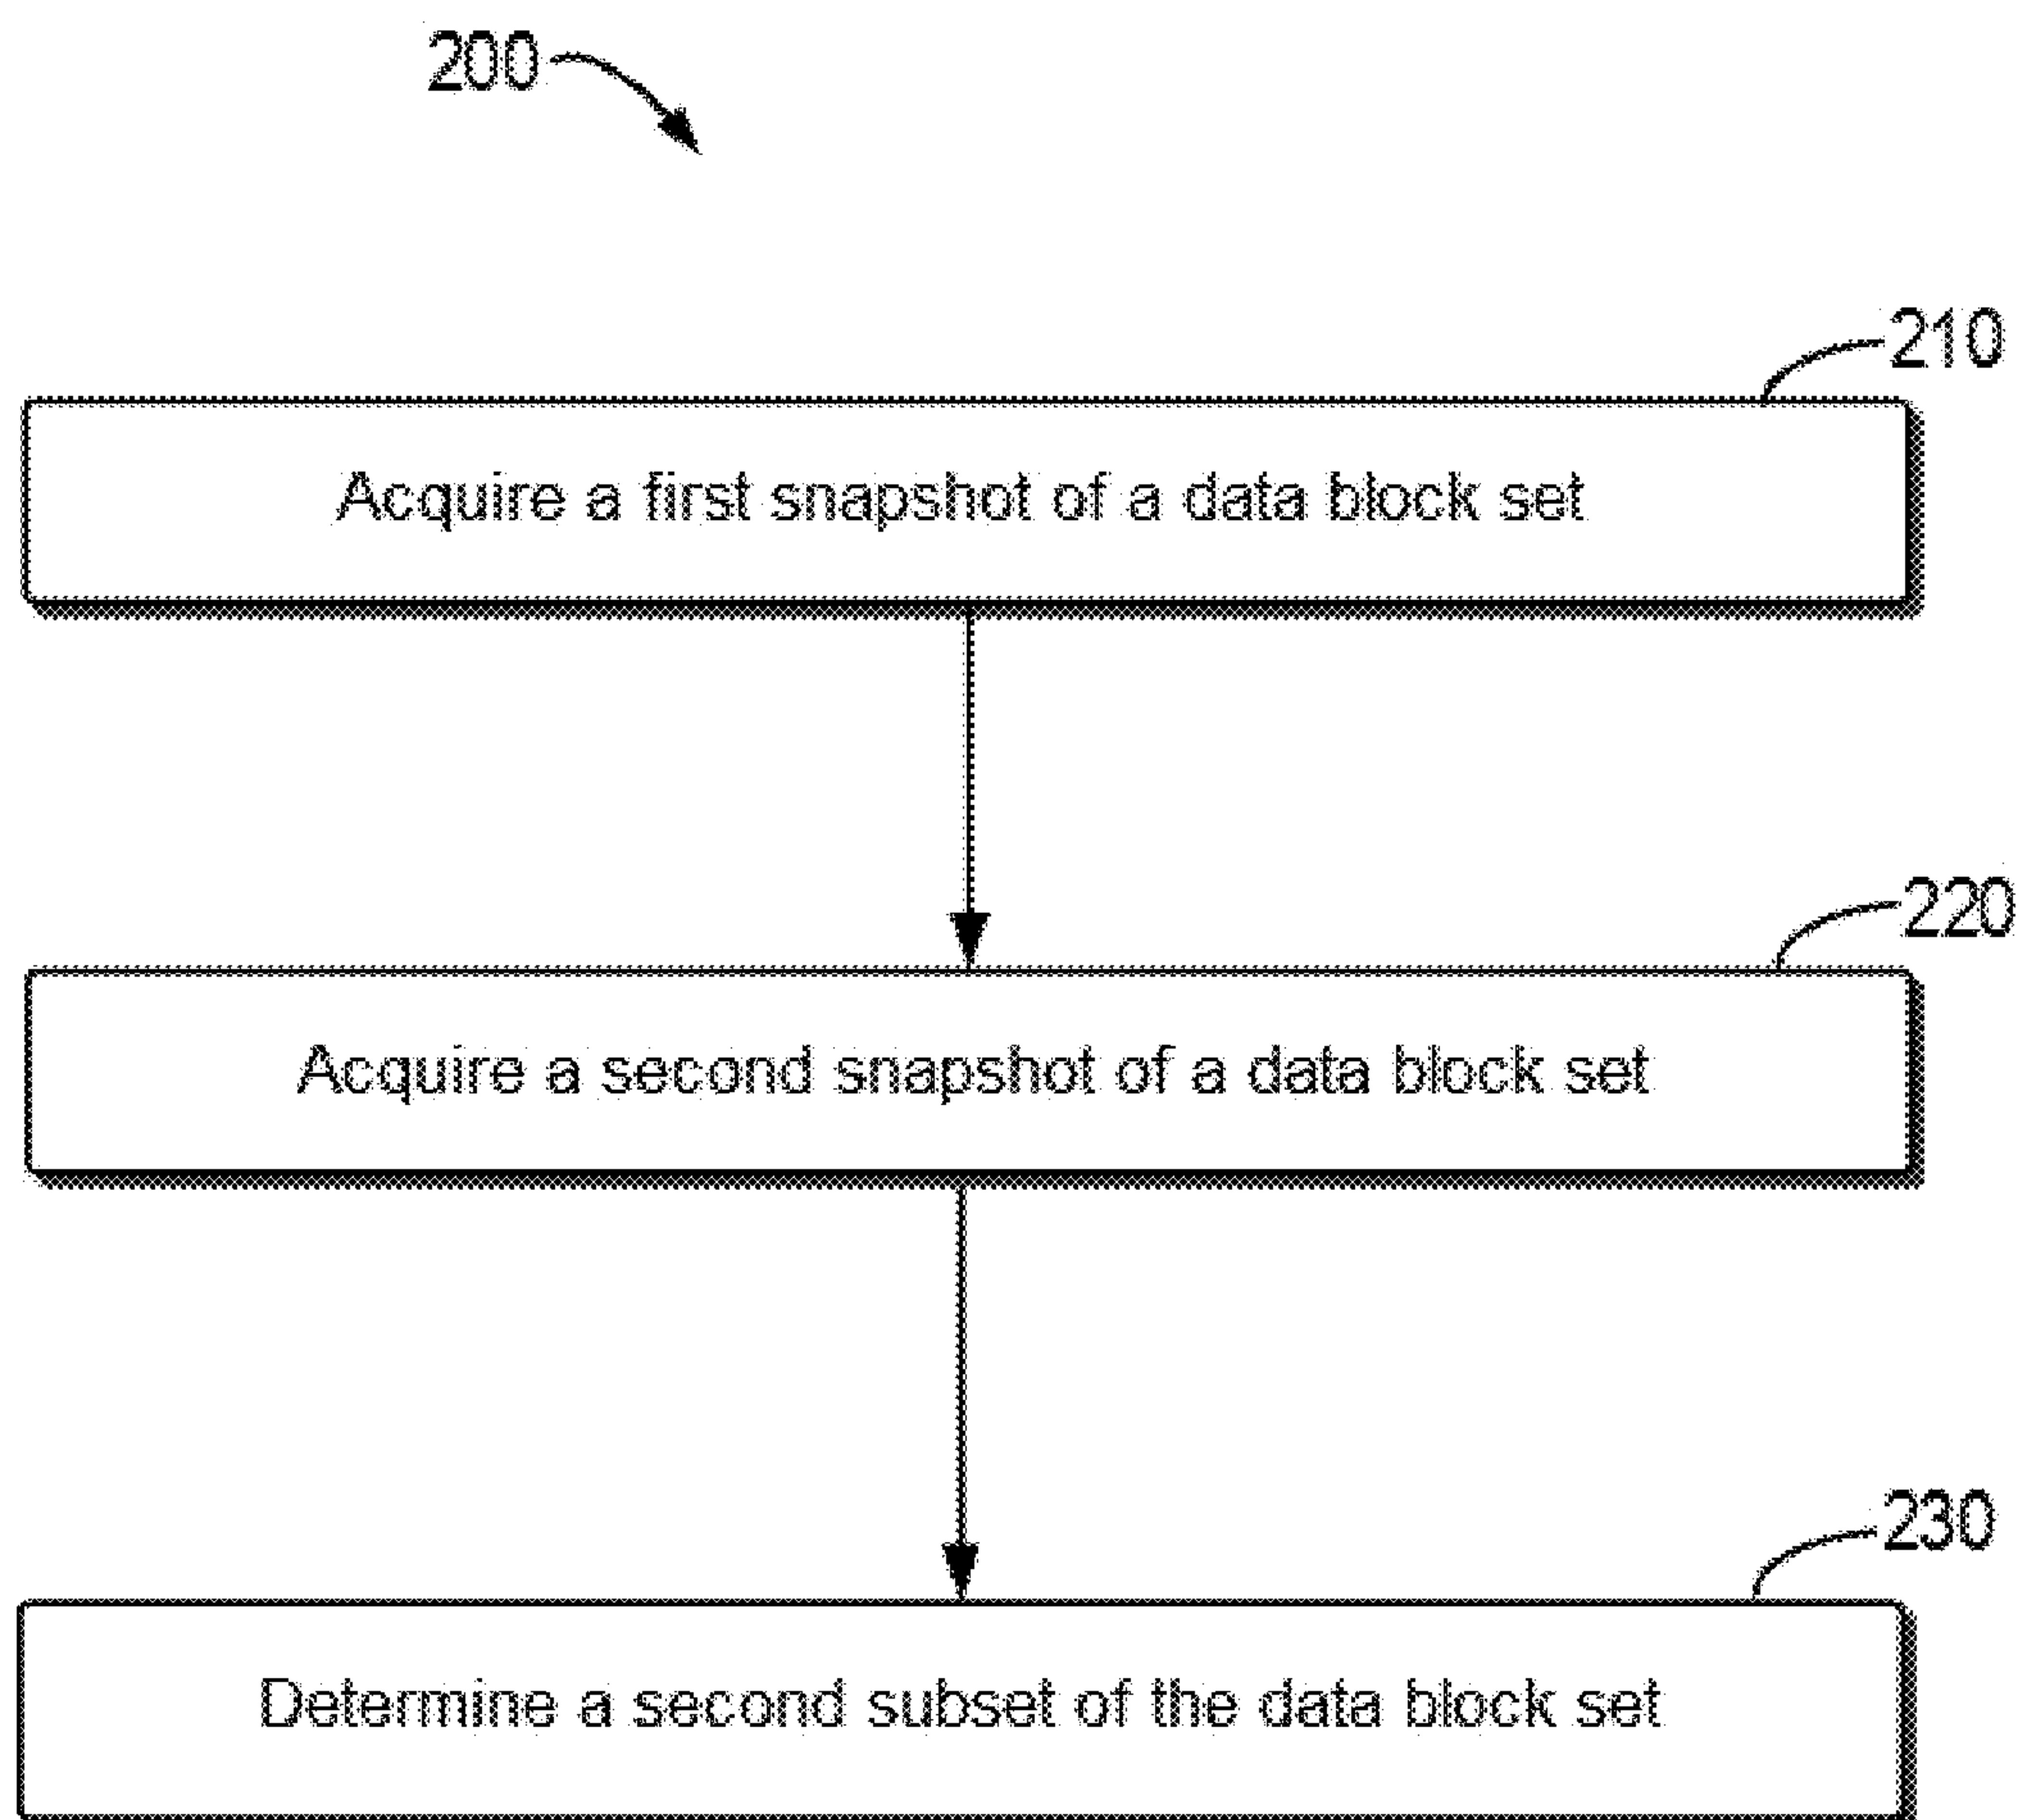 200
210
Acquire a first snapshot of a data block set
220
Acquire a second snapshot of a data block set
230
Determine a second subset of the data block set